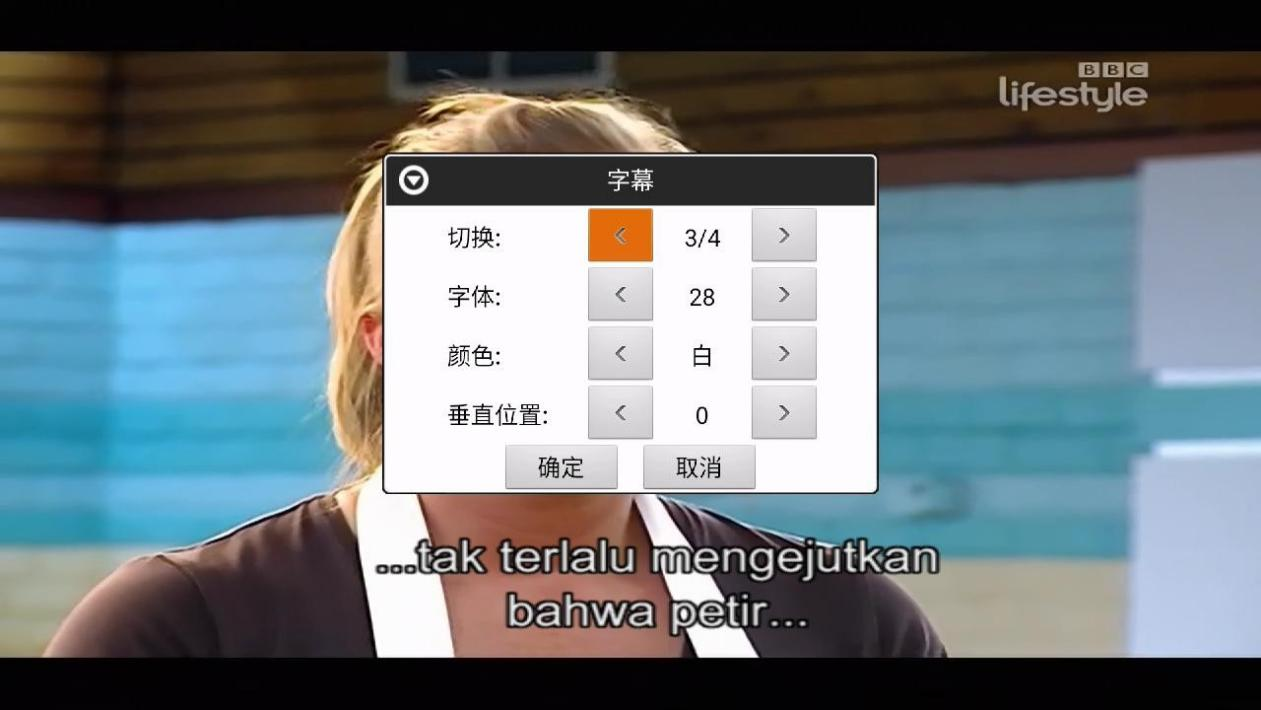 BBC
lifestyle
字幕
切换: < 3/4 >
字体: < 28 >
颜色: < 白 >
垂直位置: < 0 >
确定 取消
...tak terlalu mengejutkan
bahwa petir...